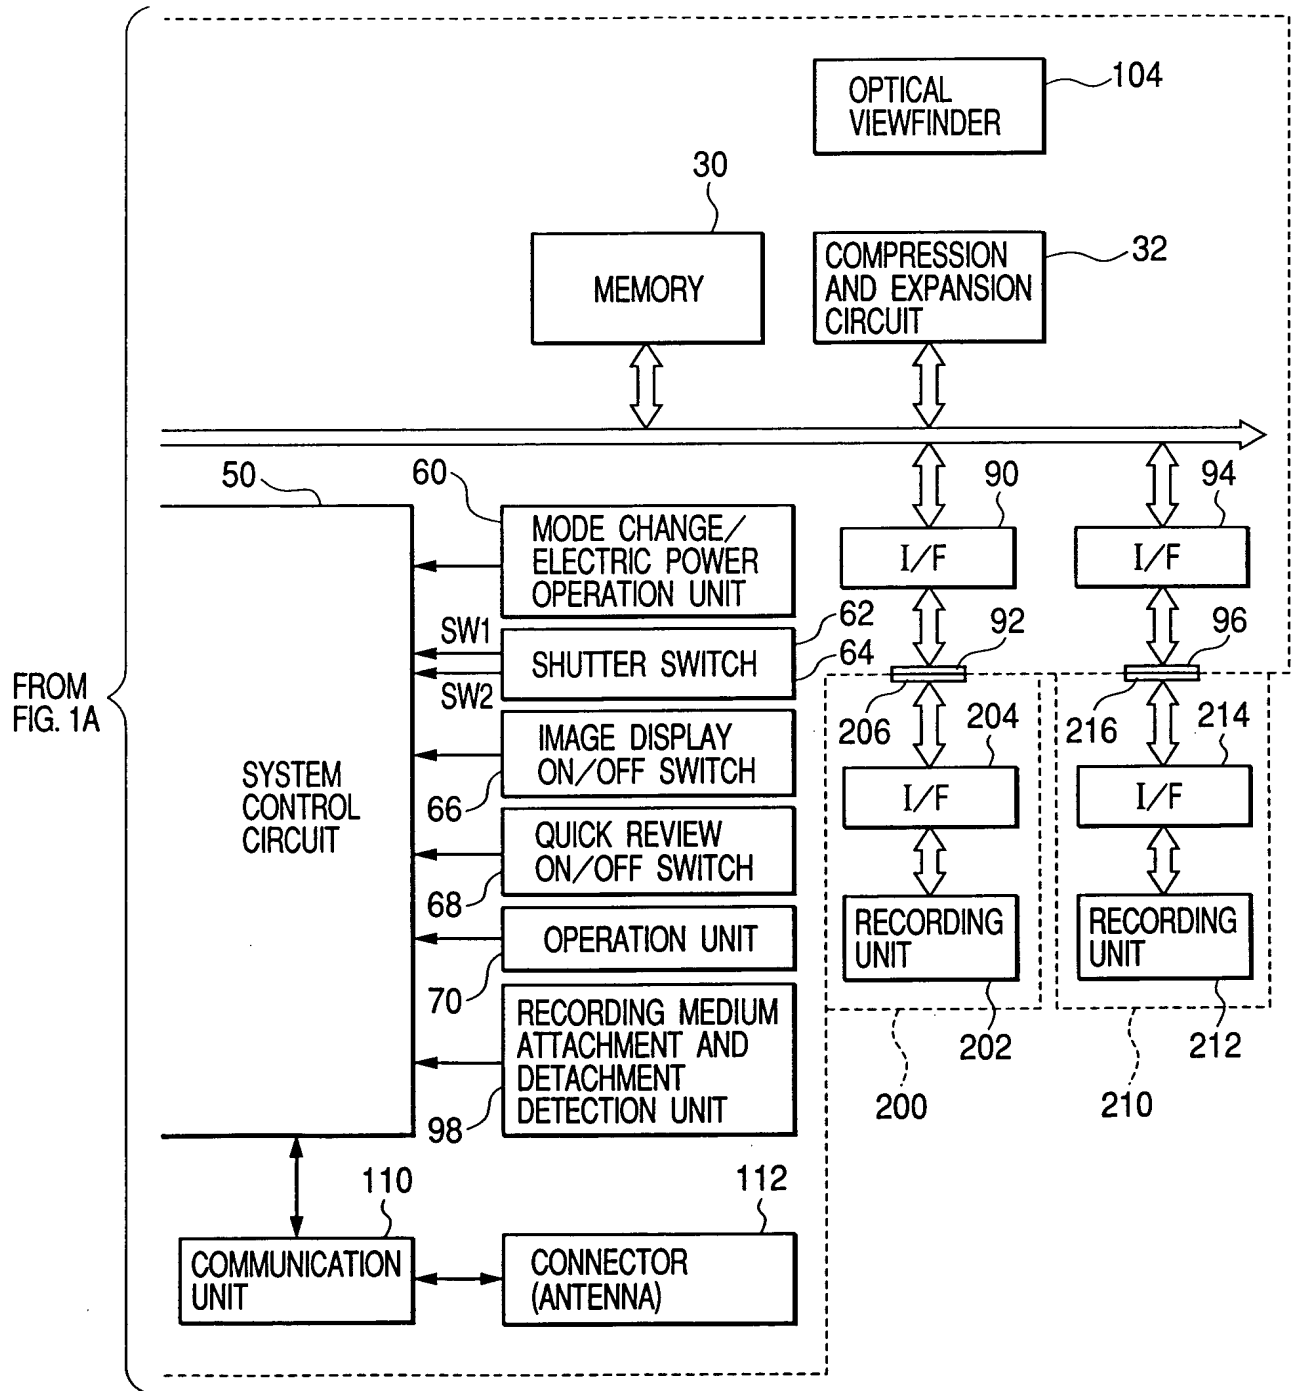 OPTICAL
VIEWFINDER
104
30
MEMORY
COMPRESSION
AND EXPANSION
CIRCUIT
32
50
60
MODE CHANGE/
ELECTRIC POWER
OPERATION UNIT
90
I/F
94
I/F
SW1
SW2
SHUTTER SWITCH
62
64
92
96
206
204
216
214
FROM
FIG. 1A
SYSTEM
CONTROL
CIRCUIT
IMAGE DISPLAY
ON/OFF SWITCH
66
I/F
I/F
QUICK REVIEW
ON/OFF SWITCH
68
OPERATION UNIT
70
RECORDING
UNIT
RECORDING
UNIT
202
212
200
210
RECORDING MEDIUM
ATTACHMENT AND
DETACHMENT
DETECTION UNIT
98
110
112
COMMUNICATION
UNIT
CONNECTOR
(ANTENNA)